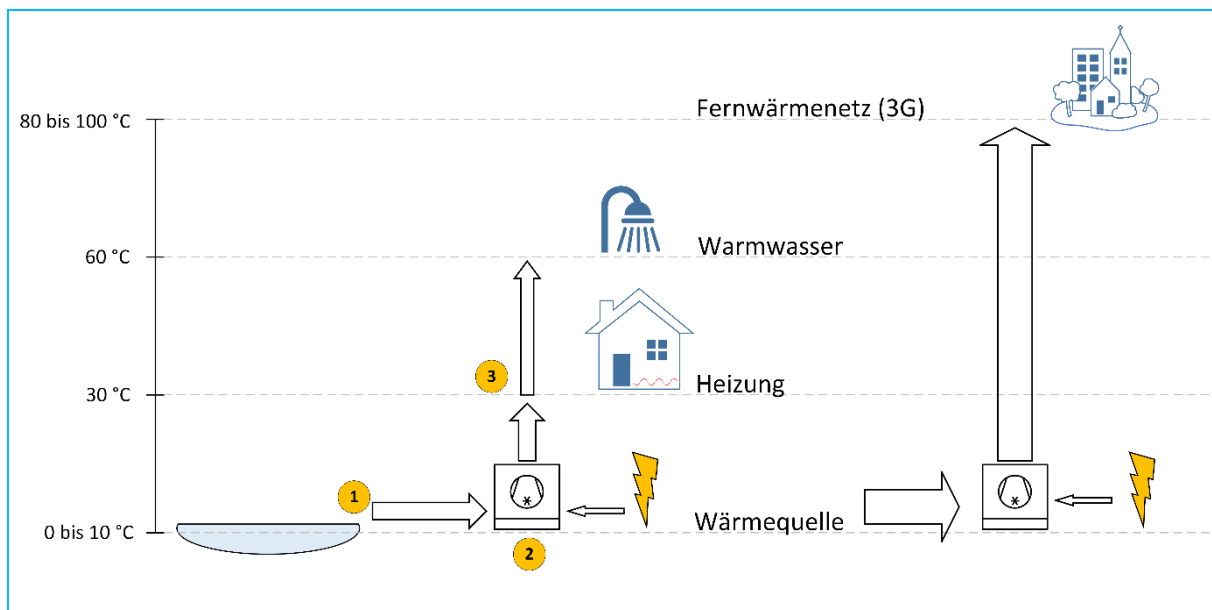 Fernwärmenetz (3G)
80 bis 100 °C
Warmwasser
60 °C
3
Heizung
30 °C
1
Wärmequelle
0 bis 10 °C
2